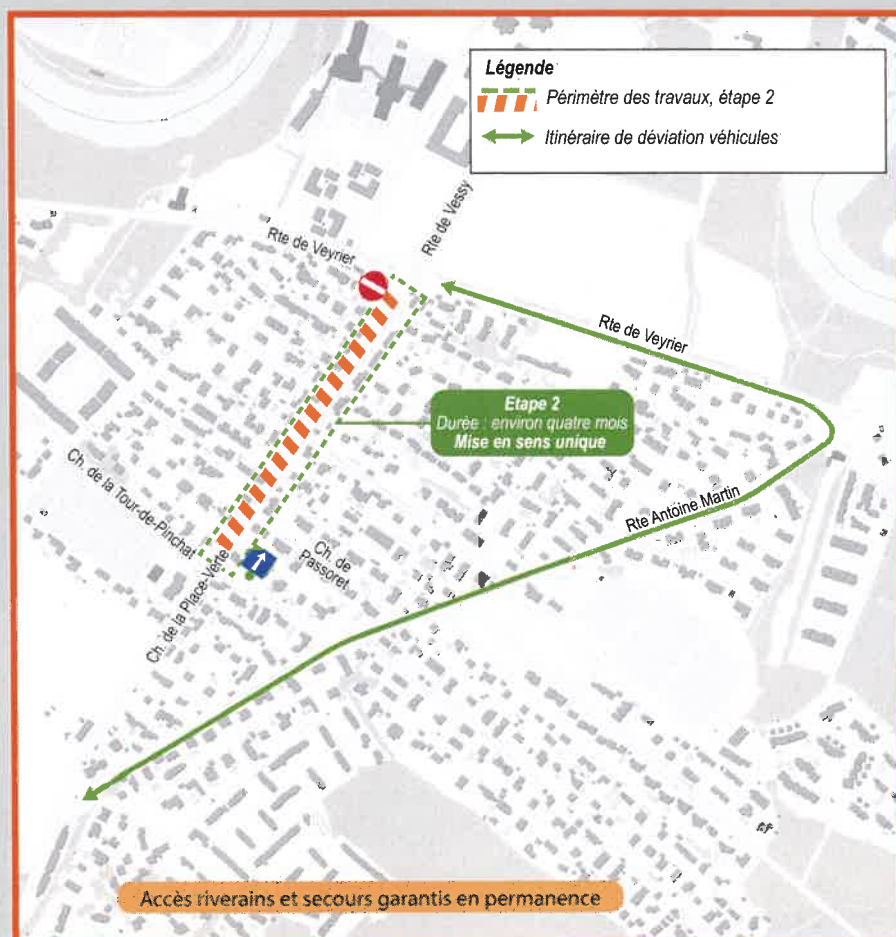 Légende
Périmètre des travaux, étape 2
Itinéraire de déviation véhicules
Rte de Vessy
Rte de Veyrier
Rte de Veyrier
Etape 2
Durée : environ quatre mois
Mise en sens unique
Rte Antoine Martin
Ch. de la Tour-de-Pinchat
Ch. de
Passoret
Ch. de la Place-Verte
Accès riverains et secours garantis en permanence